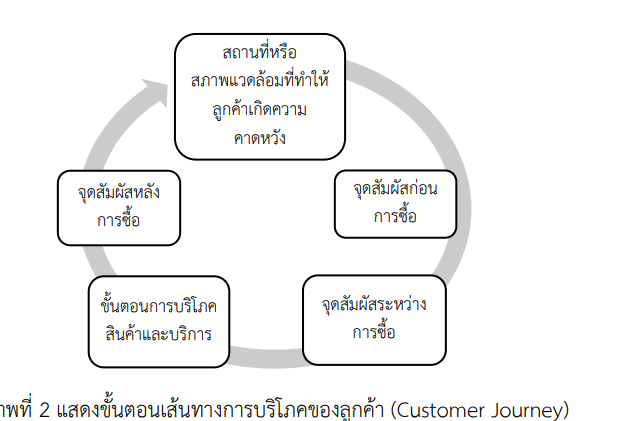 สถานที่หรือ
สภาพแวดล้อมที่ทำให้
ลูกค้าเกิดความ
คาดหวัง
จุดสัมผัสก่อน
การซื้อ
จุดสัมผัสระหว่าง
การซื้อ
ขั้นตอนการบริโภค
สินค้าและบริการ
จุดสัมผัสหลัง
การซื้อ
าพที่ 2 แสดงขั้นตอนเส้นทางการบริโภคของลูกค้า (Customer Journey)